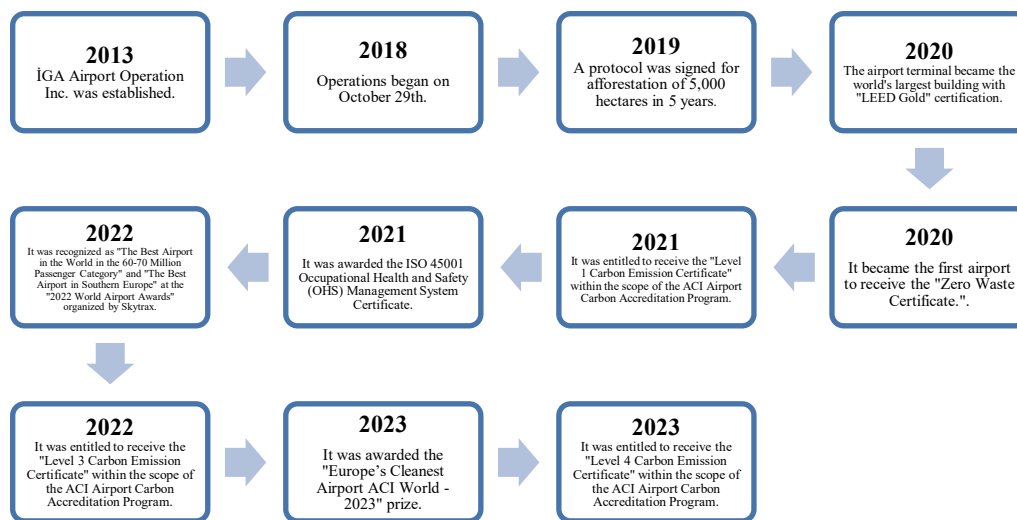 2013
İGA Airport Operation
Inc. was established.
2018
Operations began on
October 29th.
2019
A protocol was signed for
afforestation of 5,000
hectares in 5 years.
2020
The airport terminal became the
world's largest building with
"LEED Gold" certification.
2020
It became the first airport
to receive the "Zero Waste
Certificate.".
2021
It was entitled to receive the "Level
1 Carbon Emission Certificate"
within the scope of the ACI Airport
Carbon Accreditation Program.
2021
It was awarded the ISO 45001
Occupational Health and Safety
(OHS) Management System
Certificate.
2022
It was recognized as "The Best Airport
in the World in the 60-70 Million
Passenger Category" and "The Best
Airport in Southern Europe" at the
"2022 World Airport Awards"
organized by Skytrax.
2022
It was entitled to receive the
"Level 3 Carbon Emission
Certificate" within the scope of
the ACI Airport Carbon
Accreditation Program.
2023
It was awarded the
"Europe’s Cleanest
Airport ACI World -
2023" prize.
2023
It was entitled to receive the
"Level 4 Carbon Emission
Certificate" within the scope of
the ACI Airport Carbon
Accreditation Program.